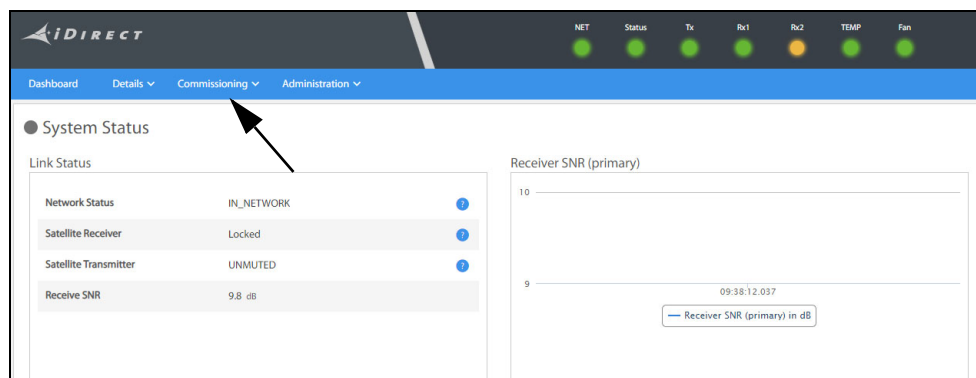 iDIRECT
NET Status Tx Rx1 Rx2 TEMP Fan
Dashboard Details Commissioning Administration
System Status
Link Status
Network Status IN_NETWORK ?
Satellite Receiver Locked ?
Satellite Transmitter UNMUTED ?
Receive SNR 9.8 dB
Receiver SNR (primary)
10
9
09:38:12.037
Receiver SNR (primary) in dB